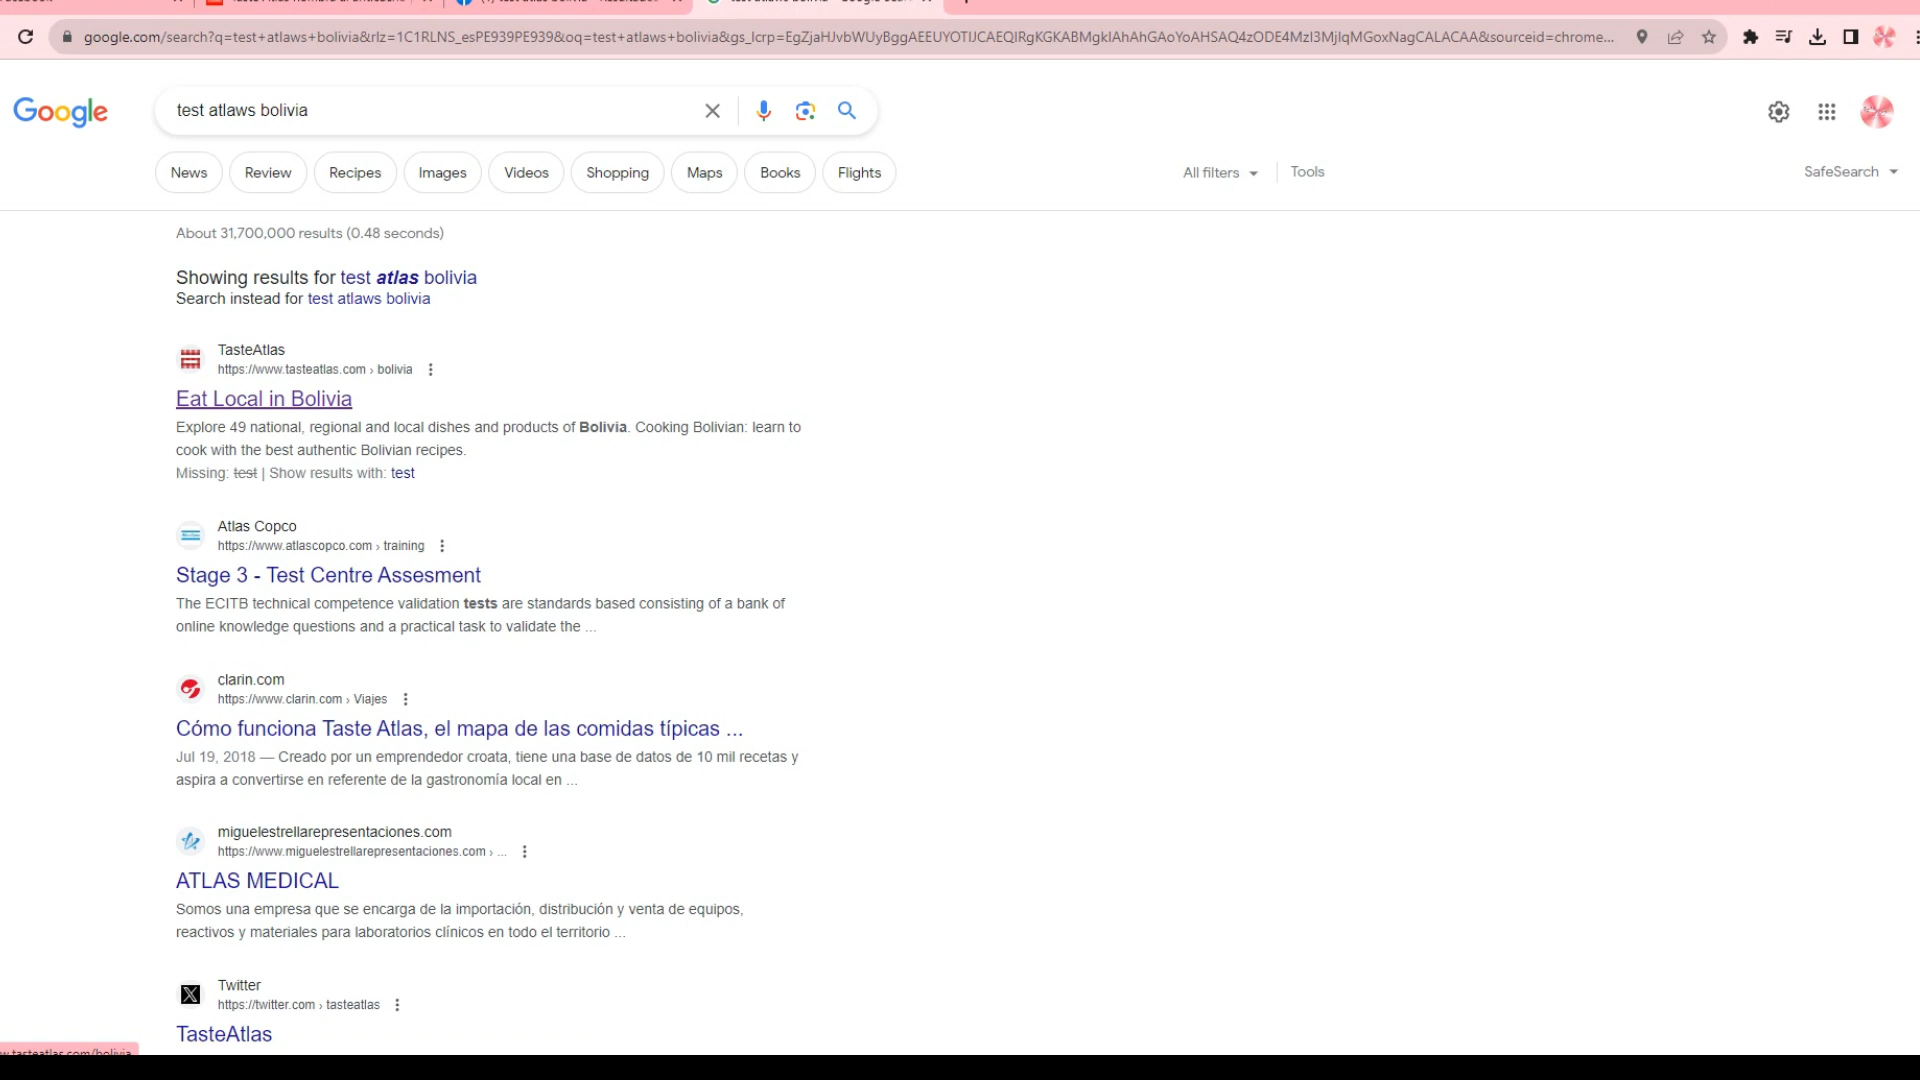 google.com/search?q=test+atlaws+bolivia&rlz=1C1RLNS_esPE939PE939&oq=test+atlaws+bolivia&gs_lcrp=EgZjaHJvbWUyBggAEEUYOTIJCAEQIRgKGKABMgkIAhAhGAoYoAHSAQ4zODE4MzI3MjlqMGoxNagCALACAA&sourceid=chrome...
Google
test atlaws bolivia
News Review Recipes Images Videos Shopping Maps Books Flights All filters Tools SafeSearch
About 31,700,000 results (0.48 seconds)
Showing results for test atlas bolivia
Search instead for test atlaws bolivia
TasteAtlas
https://www.tasteatlas.com › bolivia
Eat Local in Bolivia
Explore 49 national, regional and local dishes and products of Bolivia. Cooking Bolivian: learn to
cook with the best authentic Bolivian recipes.
Missing: test | Show results with: test
Atlas Copco
https://www.atlascopco.com › training
Stage 3 - Test Centre Assesment
The ECITB technical competence validation tests are standards based consisting of a bank of
online knowledge questions and a practical task to validate the ...
clarin.com
https://www.clarin.com › Viajes
Cómo funciona Taste Atlas, el mapa de las comidas típicas ...
Jul 19, 2018 — Creado por un emprendedor croata, tiene una base de datos de 10 mil recetas y
aspira a convertirse en referente de la gastronomía local en ...
miguelestrellarepresentaciones.com
https://www.miguelestrellarepresentaciones.com › ...
ATLAS MEDICAL
Somos una empresa que se encarga de la importación, distribución y venta de equipos,
reactivos y materiales para laboratorios clínicos en todo el territorio ...
Twitter
https://twitter.com › tasteatlas
TasteAtlas